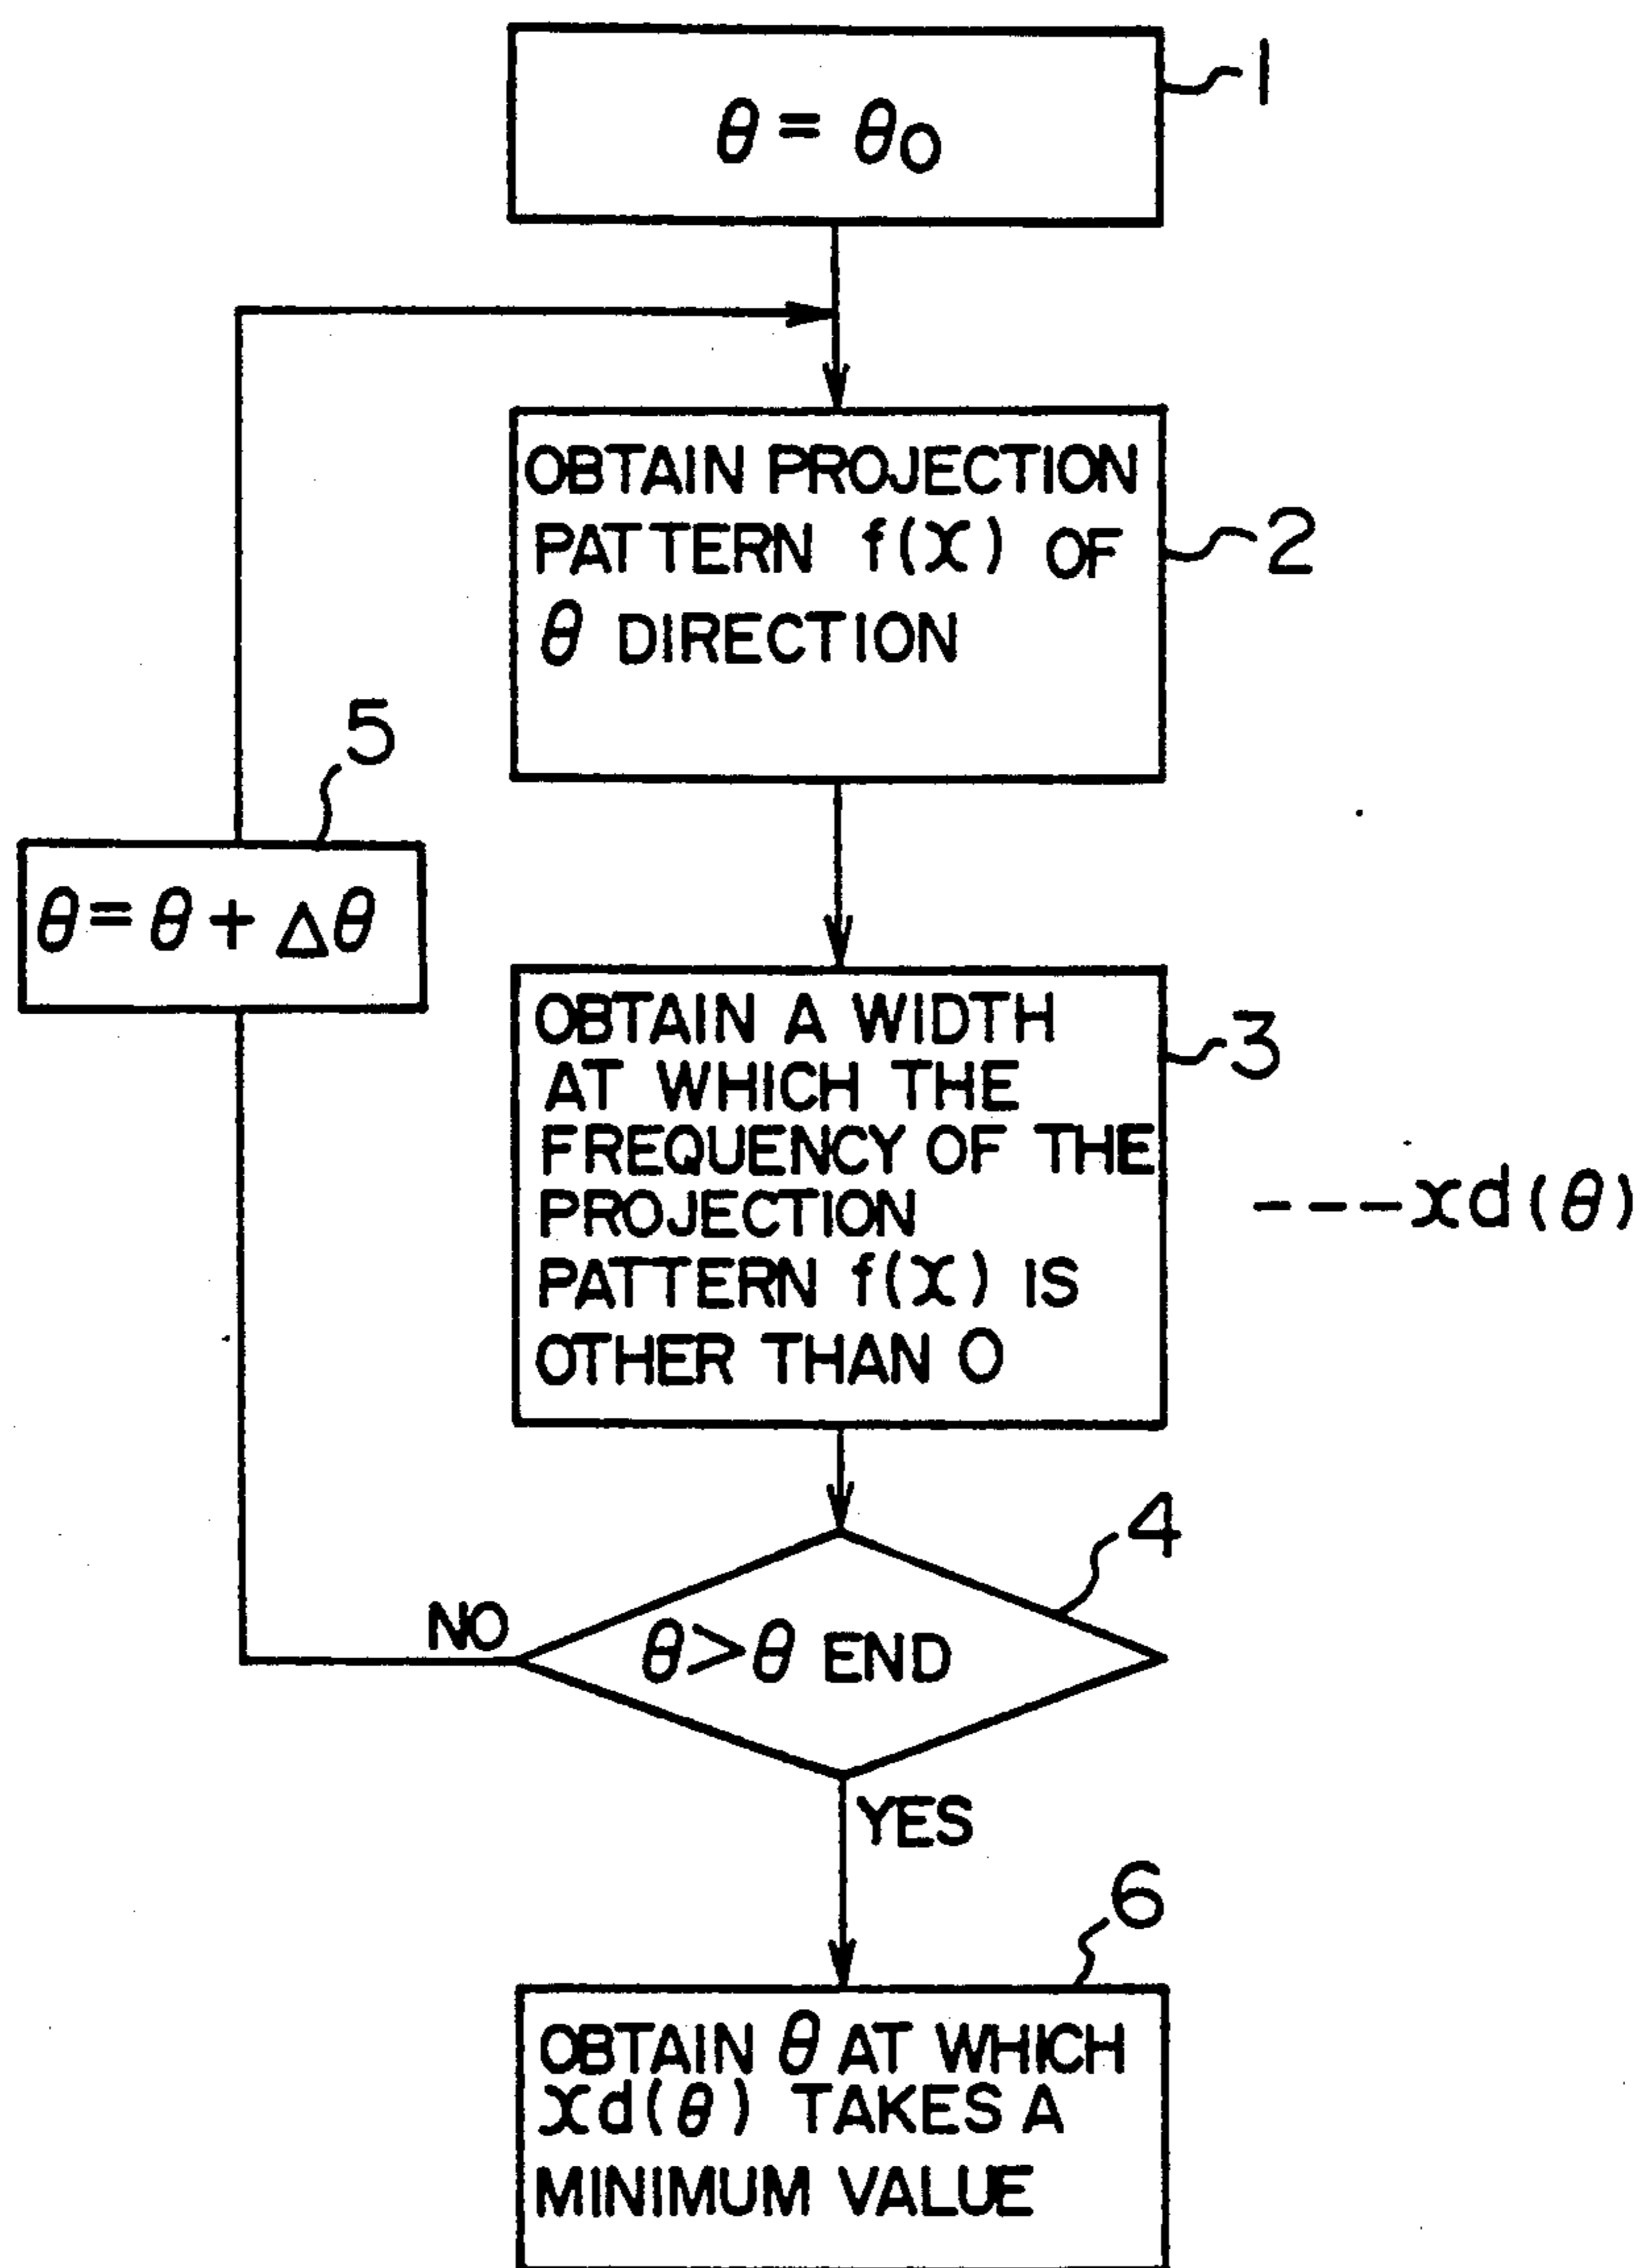 1
θ = θ0
OBTAIN PROJECTION
PATTERN f(x) OF
θ DIRECTION
2
5
θ = θ + Δθ
OBTAIN A WIDTH
AT WHICH THE
FREQUENCY OF THE
PROJECTION
PATTERN f(x) IS
OTHER THAN 0
3
---xd(θ)
4
NO
θ>θ END
YES
6
OBTAIN θ AT WHICH
xd(θ) TAKES A
MINIMUM VALUE